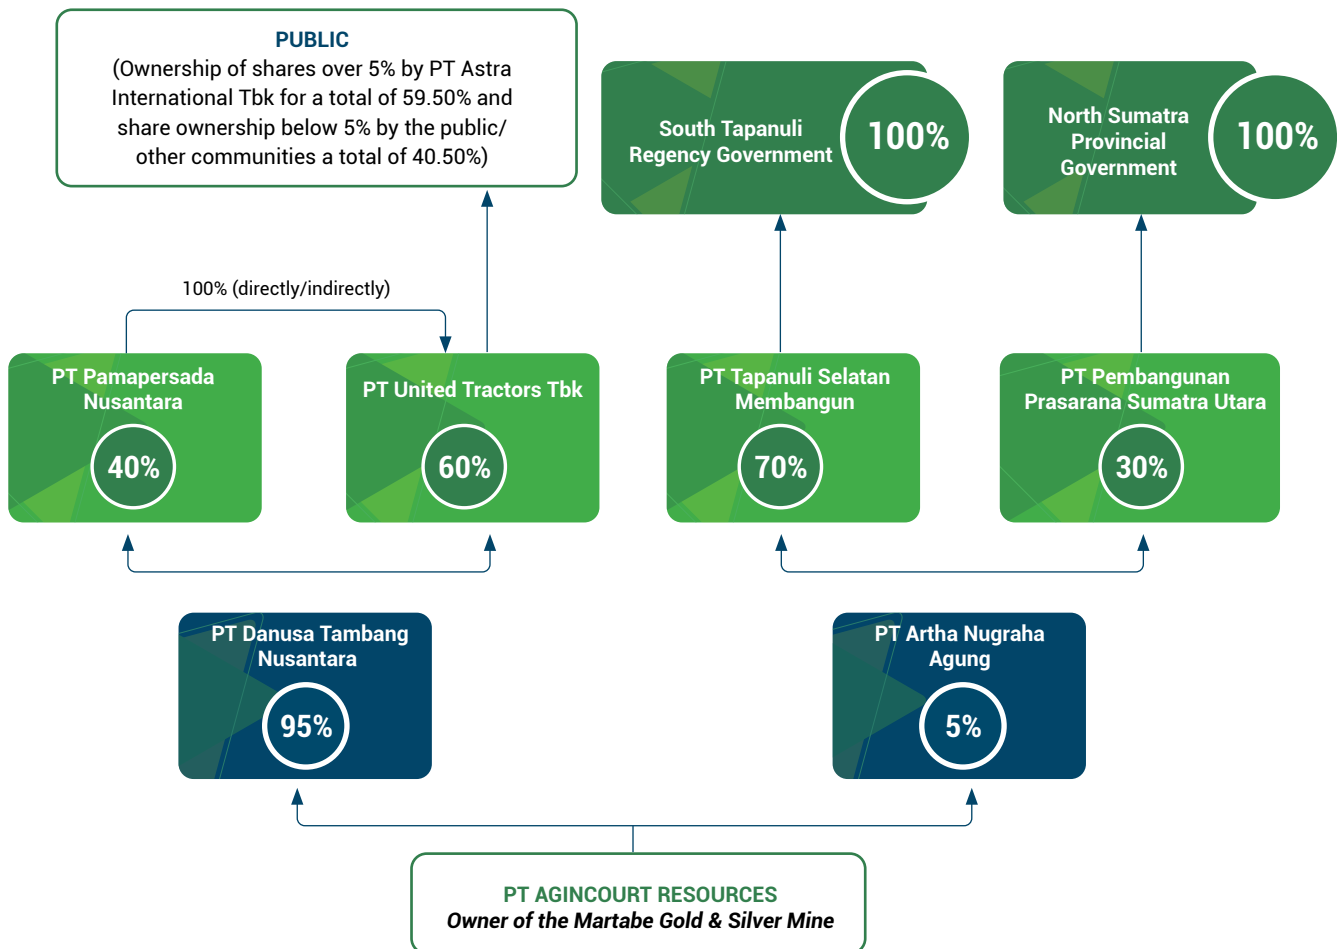 PUBLIC
(Ownership of shares over 5% by PT Astra
International Tbk for a total of 59.50% and
share ownership below 5% by the public/
other communities a total of 40.50%)
South Tapanuli
Regency Government
100%
North Sumatra
Provincial
Government
100%
100% (directly/indirectly)
PT Pamapersada
Nusantara
40%
PT United Tractors Tbk
60%
PT Tapanuli Selatan
Membangun
70%
PT Pembangunan
Prasarana Sumatra Utara
30%
PT Danusa Tambang
Nusantara
95%
PT Artha Nugraha
Agung
5%
PT AGINCOURT RESOURCES
Owner of the Martabe Gold & Silver Mine